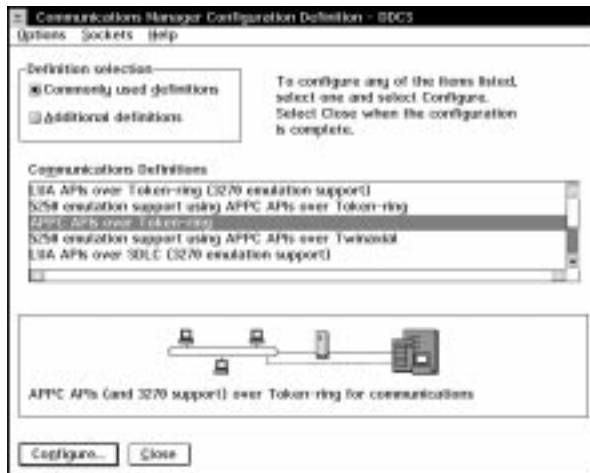 Communications Manager Configuration Definition - DDCS
Options Sockets Help
Definition selection
Commonly used definitions
Additional definitions
To configure any of the items listed,
select one and select Configure.
Select Close when the configuration
is complete.
Communications Definitions
LUA APIs over Token-ring (3270 emulation support)
5250 emulation support using APPC APIs over Token-ring
APPC APIs over Token-ring
5250 emulation support using APPC APIs over Twinaxial
LUA APIs over SDLC (3270 emulation support)
APPC APIs (and 3270 support) over Token-ring for communications
Configure... Close